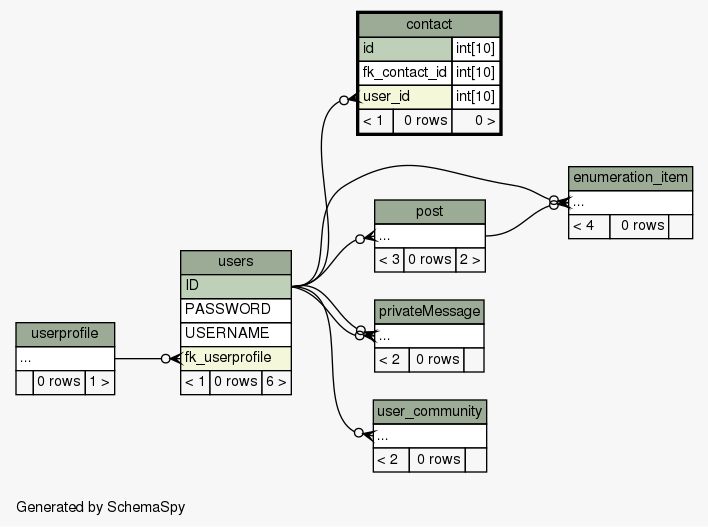 contact
id int[10]
fk_contact_id int[10]
user_id int[10]
< 1 0 rows 0 >
enumeration_item
...
< 4 0 rows
post
...
< 3 0 rows 2 >
users
ID
PASSWORD
USERNAME
fk_userprofile
< 1 0 rows 6 >
privateMessage
...
< 2 0 rows
userprofile
...
0 rows 1 >
user_community
...
< 2 0 rows
Generated by SchemaSpy